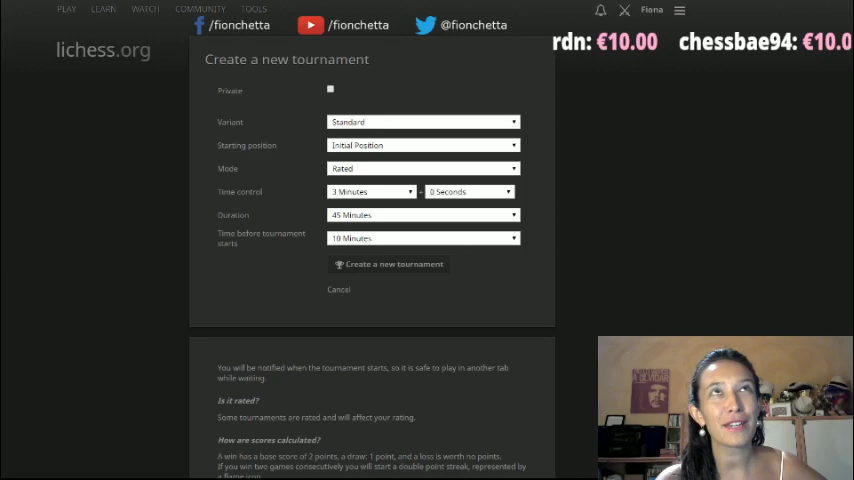 PLAY LEARN WATCH COMMUNITY TOOLS Fiona
/fionchetta /fionchetta @fionchetta
rdn: €10.00 chessbae94: €10.0
lichess.org
Create a new tournament
Private
Variant Standard
Starting position Initial Position
Mode Rated
Time control 3 Minutes + 0 Seconds
Duration 45 Minutes
Time before tournament
starts
10 Minutes
Create a new tournament
Cancel
You will be notified when the tournament starts, so it is safe to play in another tab
while waiting.
Is it rated?
Some tournaments are rated and will affect your rating.
How are scores calculated?
A win has a base score of 2 points, a draw: 1 point, and a loss is worth no points.
If you win two games consecutively you will start a double point streak, represented by
a flame icon.